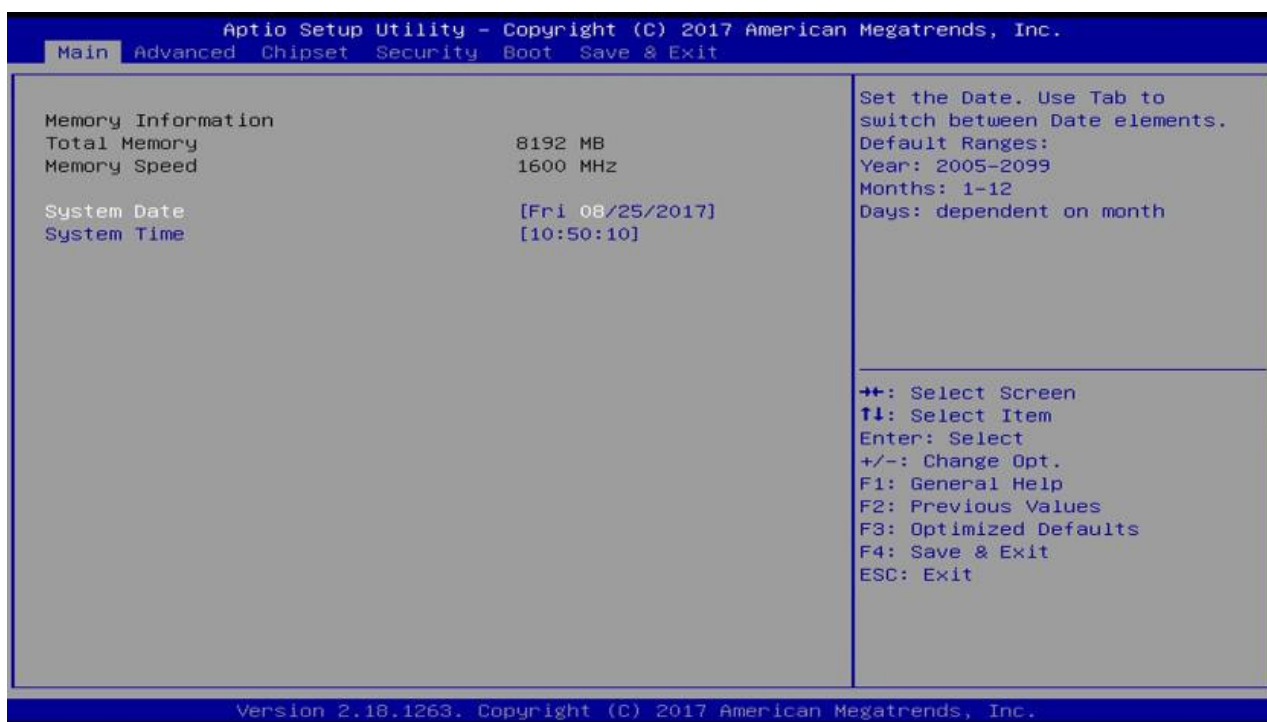 Aptio Setup Utility – Copyright (C) 2017 American Megatrends, Inc.
Main Advanced Chipset Security Boot Save & Exit
Memory Information
Total Memory 8192 MB
Memory Speed 1600 MHz
System Date [Fri 08/25/2017]
System Time [10:50:10]
Set the Date. Use Tab to
switch between Date elements.
Default Ranges:
Year: 2005-2099
Months: 1-12
Days: dependent on month
→←: Select Screen
↑↓: Select Item
Enter: Select
+/-: Change Opt.
F1: General Help
F2: Previous Values
F3: Optimized Defaults
F4: Save & Exit
ESC: Exit
Version 2.18.1263. Copyright (C) 2017 American Megatrends, Inc.